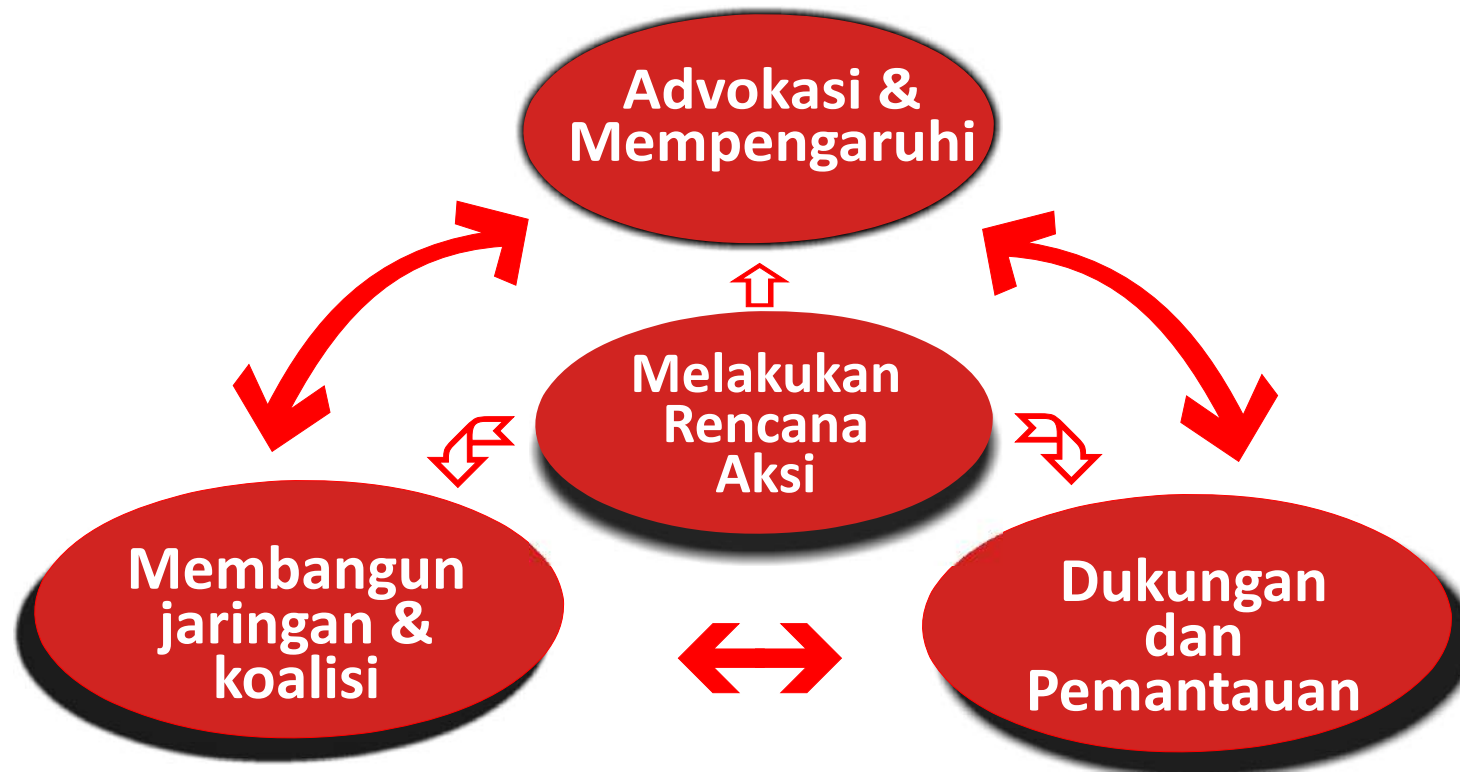 Advokasi &
Mempengaruhi
Melakukan
Rencana
Aksi
Membangun
jaringan &
koalisi
Dukungan
dan
Pemantauan